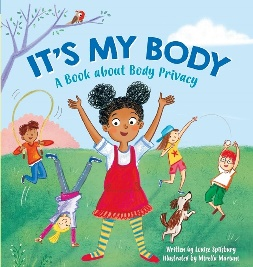 IT'S MY BODY
A Book about Body Privacy
Written by Louise Spilsbury
Illustrated by Mirella Mariani